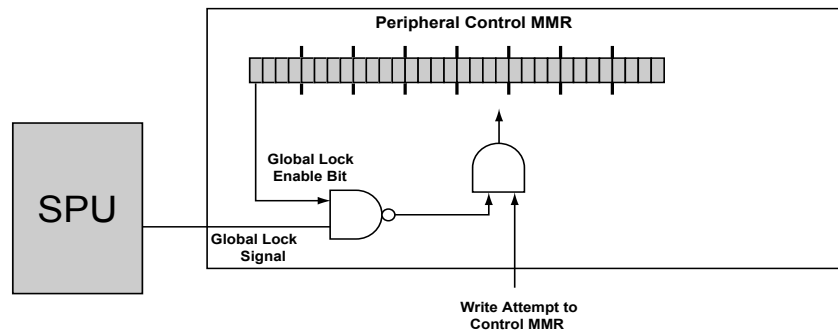 Peripheral Control MMR
Global Lock
Enable Bit
SPU
Global Lock
Signal
Write Attempt to
Control MMR